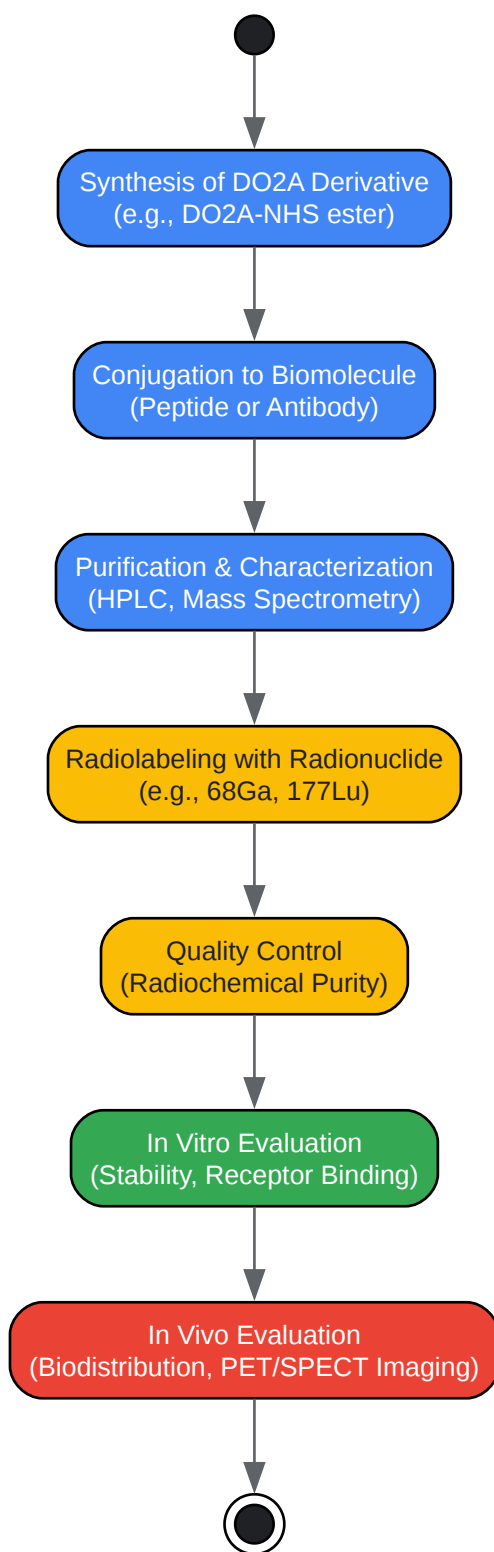 Synthesis of DO2A Derivative
(e.g., DO2A-NHS ester)
Conjugation to Biomolecule
(Peptide or Antibody)
Purification & Characterization
(HPLC, Mass Spectrometry)
Radiolabeling with Radionuclide
(e.g., 68Ga, 177Lu)
Quality Control
(Radiochemical Purity)
In Vitro Evaluation
(Stability, Receptor Binding)
In Vivo Evaluation
(Biodistribution, PET/SPECT Imaging)